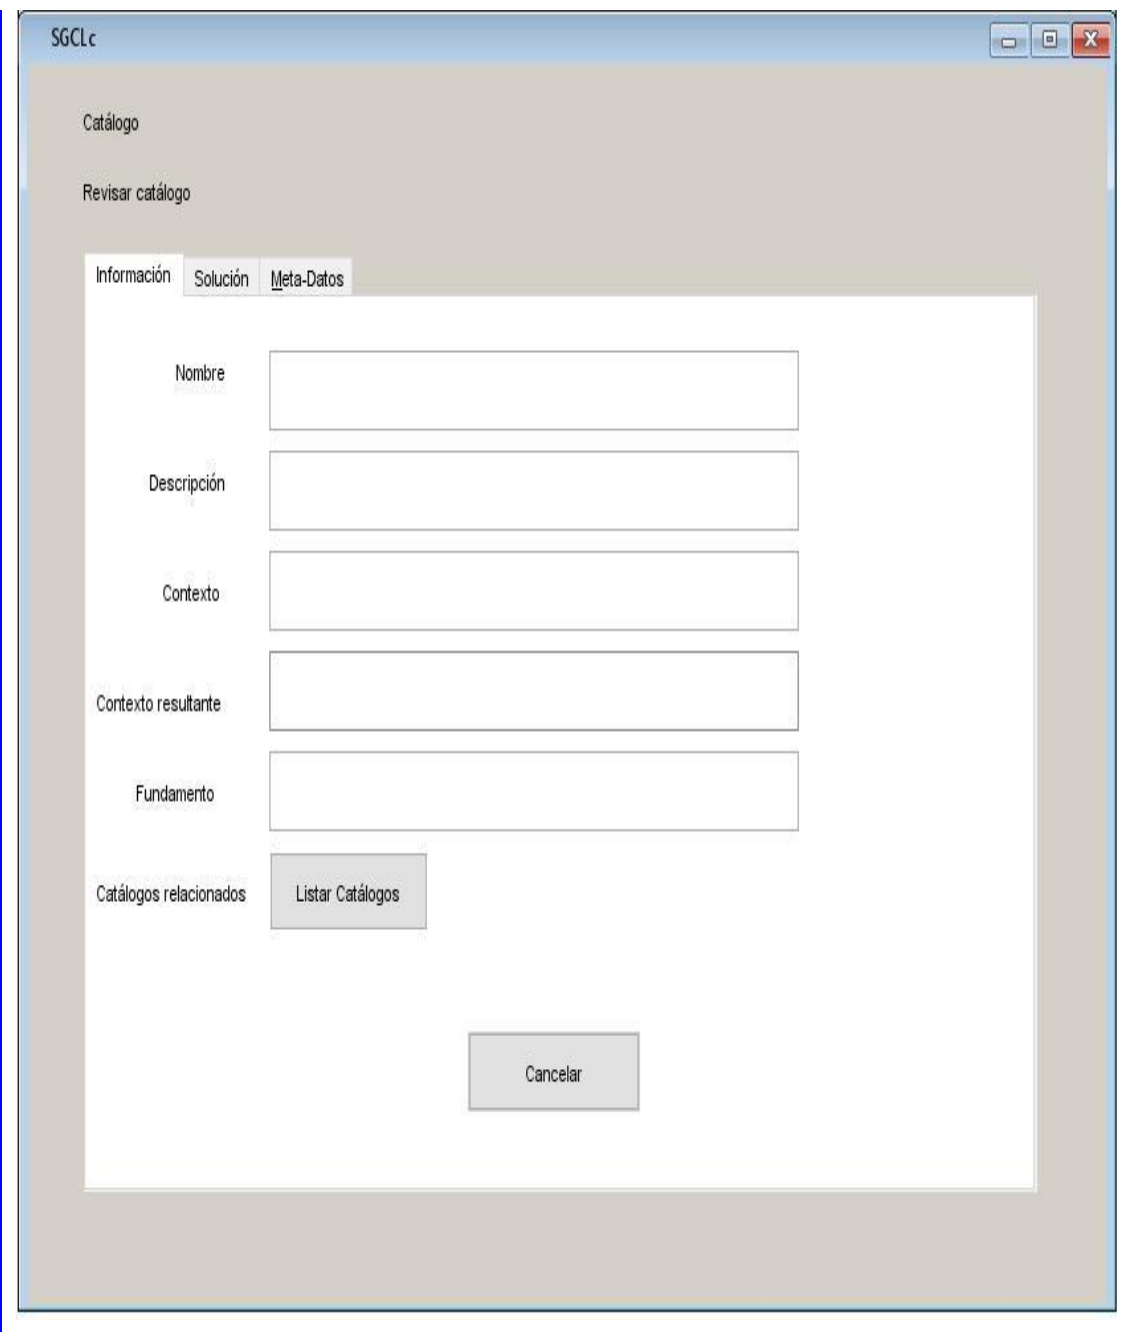 SGCLc
Catálogo
Revisar catálogo
Información Solución Meta-Datos
Nombre
Descripción
Contexto
Contexto resultante
Fundamento
Catálogos relacionados Listar Catálogos
Cancelar